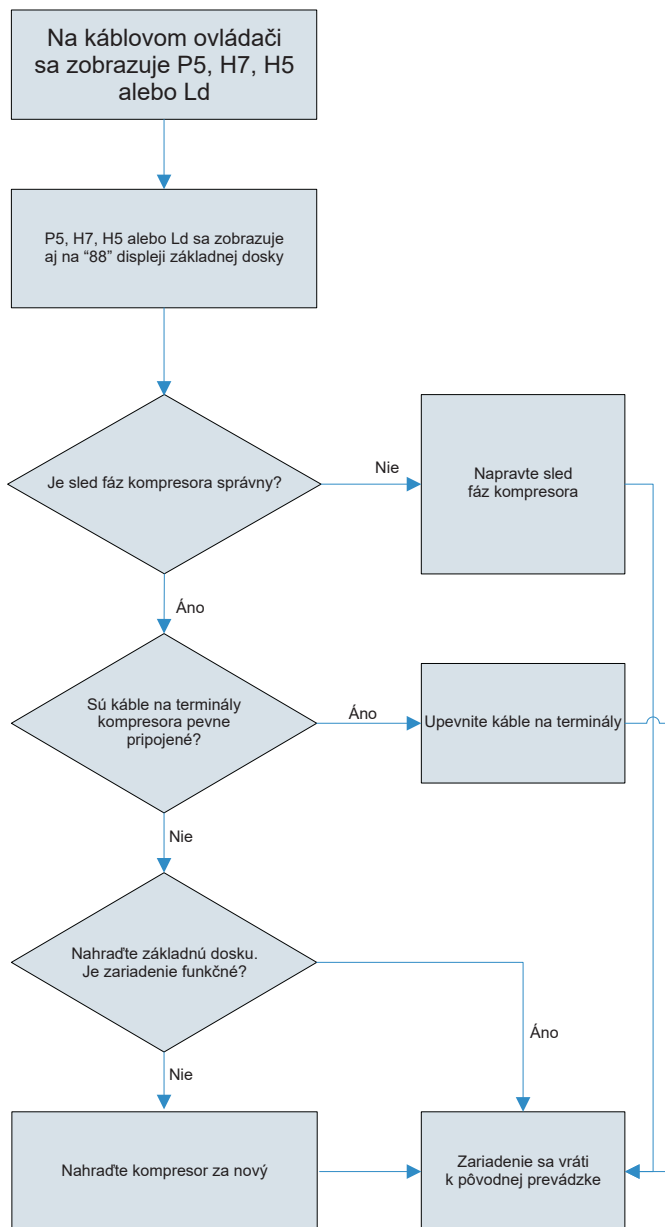 Na káblovom ovládači
sa zobrazuje P5, H7, H5
alebo Ld
P5, H7, H5 alebo Ld sa zobrazuje
aj na “88” displeji základnej dosky
Je sled fáz kompresora správny?
Nie
Napravte sled
fáz kompresora
Áno
Sú káble na terminály
kompresora pevne
pripojené?
Áno
Upevnite káble na terminály
Nie
Nahraďte základnú dosku.
Je zariadenie funkčné?
Áno
Nie
Nahraďte kompresor za nový
Zariadenie sa vráti
k pôvodnej prevádzke